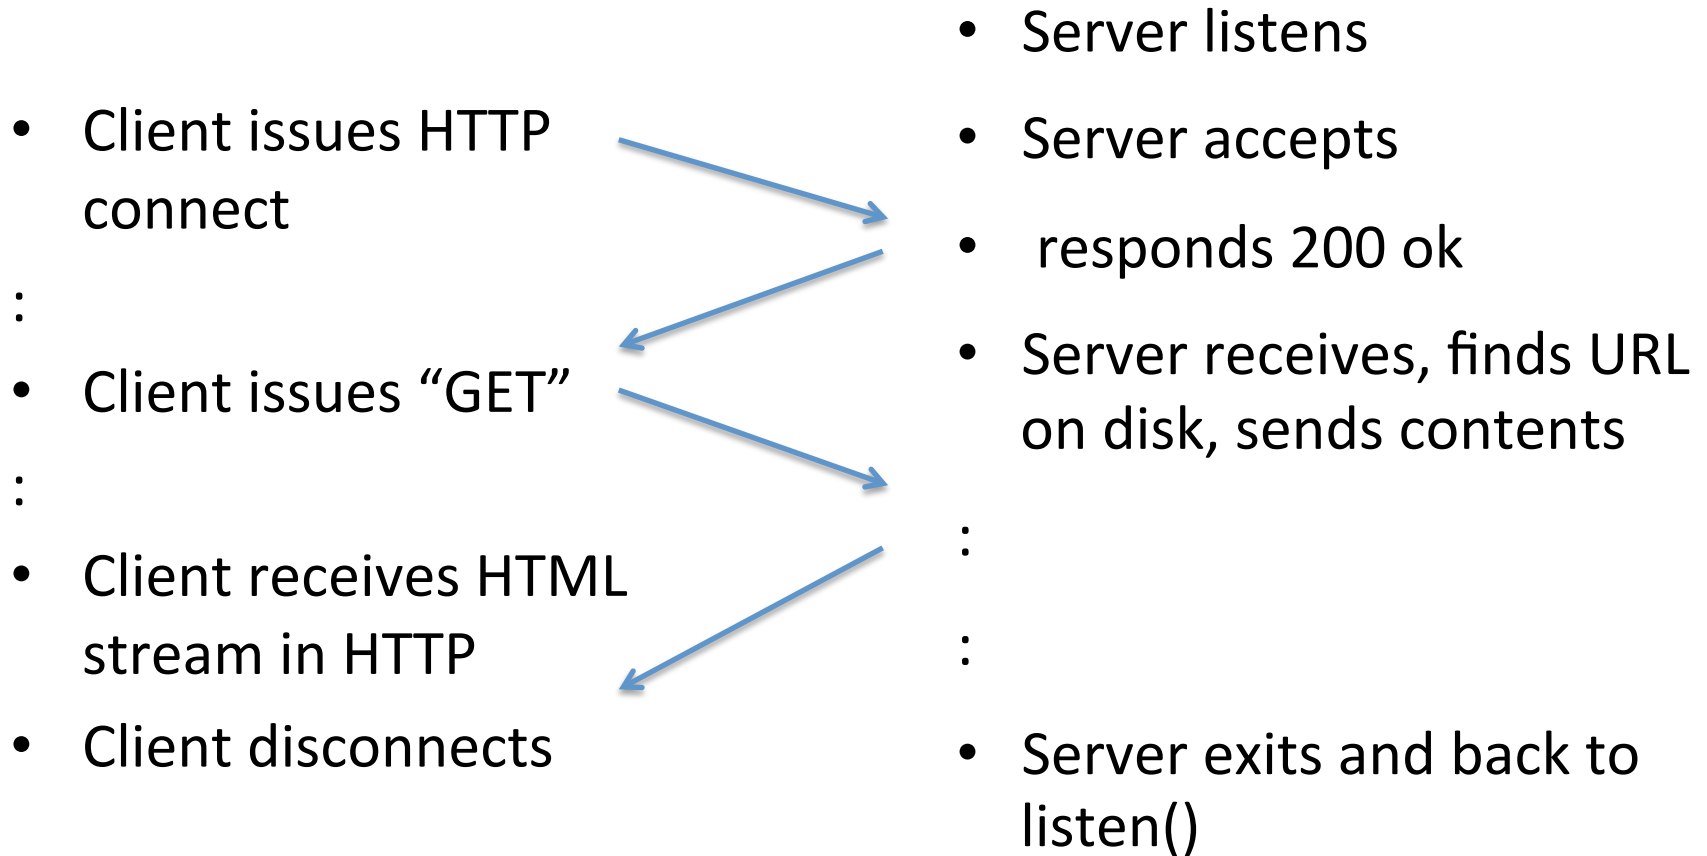 • Client issues HTTP
connect
:
• Client issues “GET”
:
• Client receives HTML
stream in HTTP
• Client disconnects
• Server listens
• Server accepts
• responds 200 ok
• Server receives, finds URL
on disk, sends contents
:
:
• Server exits and back to
listen()